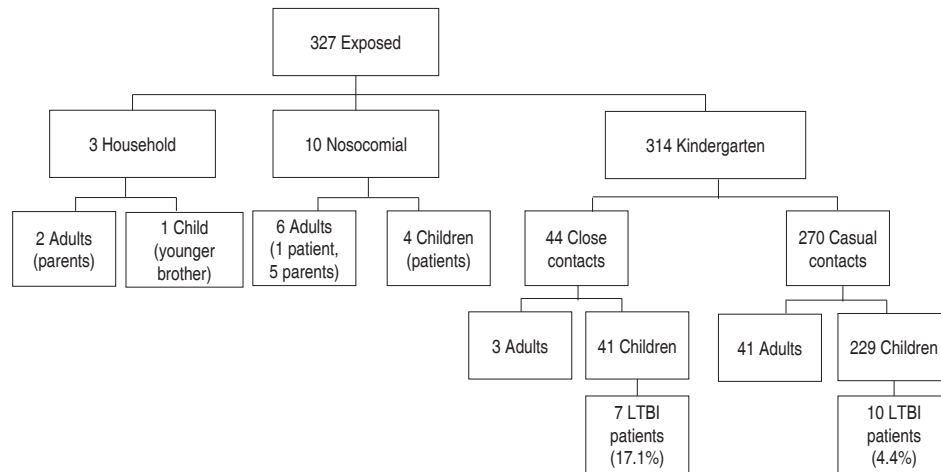 327 Exposed
3 Household
10 Nosocomial
314 Kindergarten
2 Adults
(parents)
1 Child
(younger
brother)
6 Adults
(1 patient,
5 parents)
4 Children
(patients)
44 Close
contacts
270 Casual
contacts
3 Adults
41 Children
41 Adults
229 Children
7 LTBI
patients
(17.1%)
10 LTBI
patients
(4.4%)